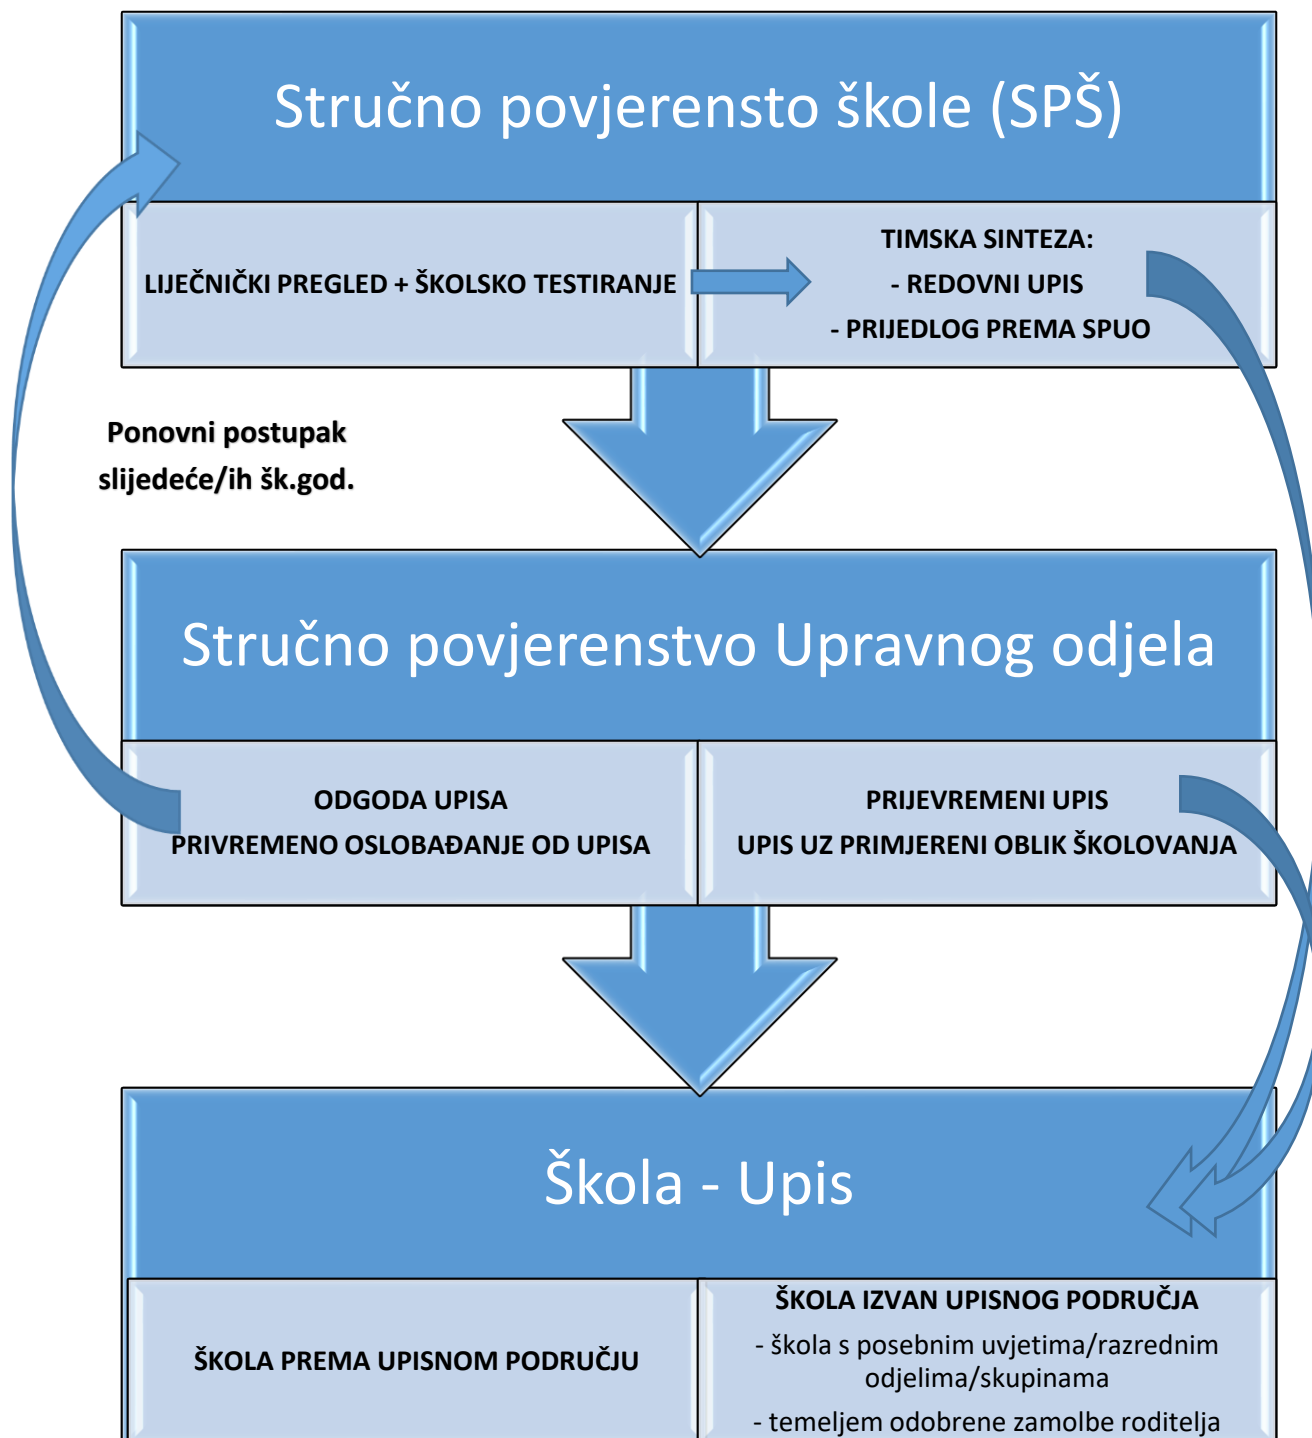 Stručno povjerensto škole (SPŠ)
LIJEČNIČKI PREGLED + ŠKOLSKO TESTIRANJE
TIMSKA SINTEZA:
- REDOVNI UPIS
- PRIJEDLOG PREMA SPUO
Ponovni postupak
slijedeće/ih šk.god.
Stručno povjerenstvo Upravnog odjela
ODGODA UPISA
PRIVREMENO OSLOBAĐANJE OD UPISA
PRIJEVREMENI UPIS
UPIS UZ PRIMJERENI OBLIK ŠKOLOVANJA
Škola - Upis
ŠKOLA PREMA UPISNOM PODRUČJU
ŠKOLA IZVAN UPISNOG PODRUČJA
- škola s posebnim uvjetima/razrednim
odjelima/skupinama
- temeljem odobrene zamolbe roditelja